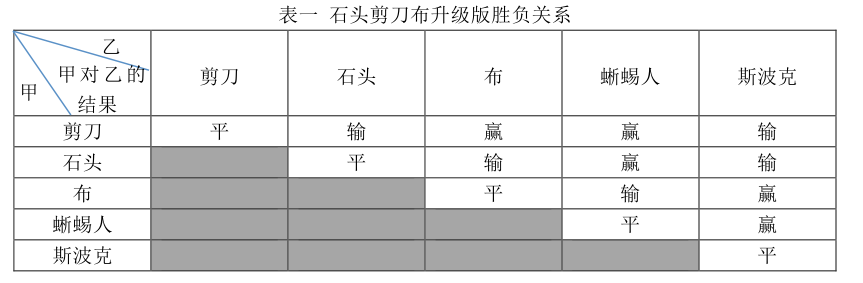 表一 石头剪刀布升级版胜负关系
乙
甲对乙的
结果
甲
剪刀 石头 布 蜥蜴人 斯波克
剪刀 平 输 赢 赢 输
石头 平 输 赢 输
布 平 输 赢
蜥蜴人 平 赢
斯波克 平